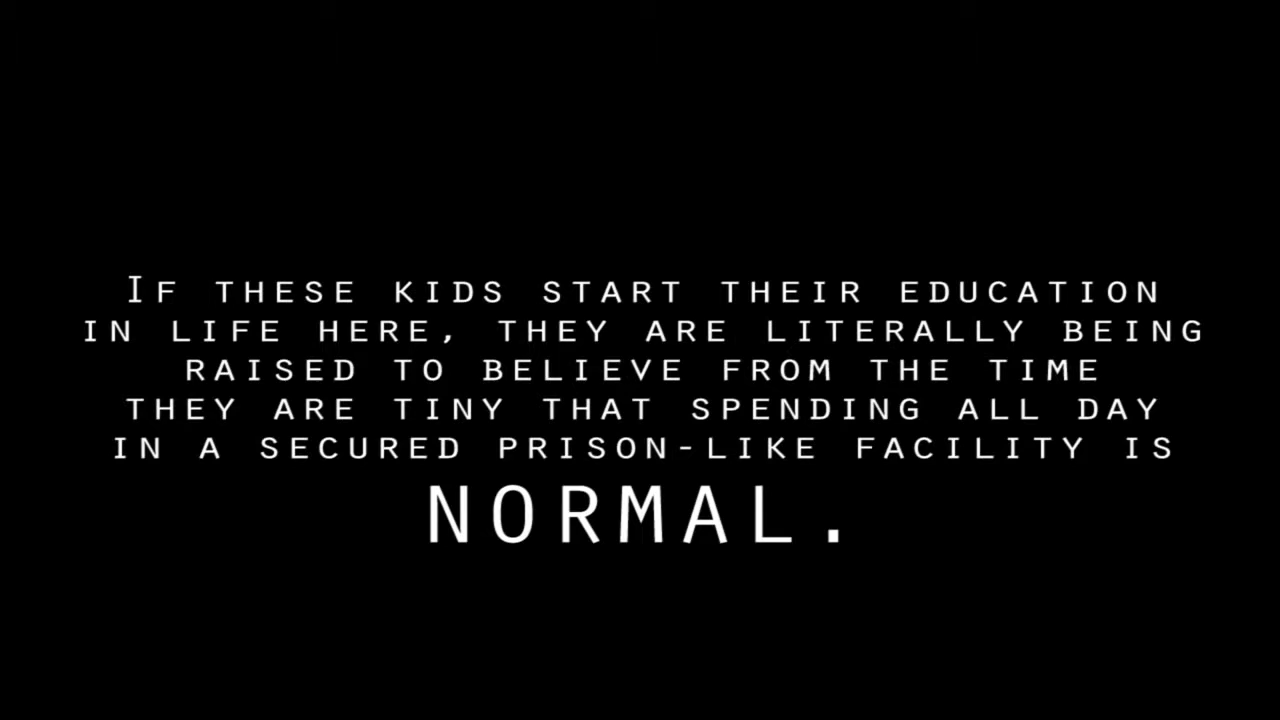 If these kids start their education
in life here, they are literally being
raised to believe from the time
they are tiny that spending all day
in a secured prison-like facility is
NORMAL.